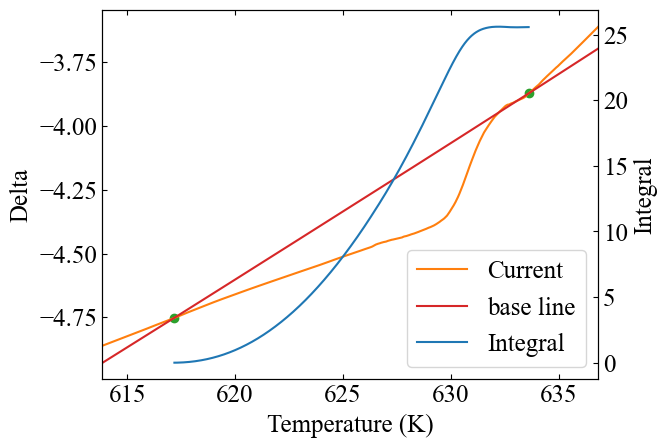 −3.75
−4.00
−4.25
−4.50
−4.75
Delta
25
20
15
10
5
0
Integral
Current
base line
Integral
615
620
625
630
635
Temperature (K)